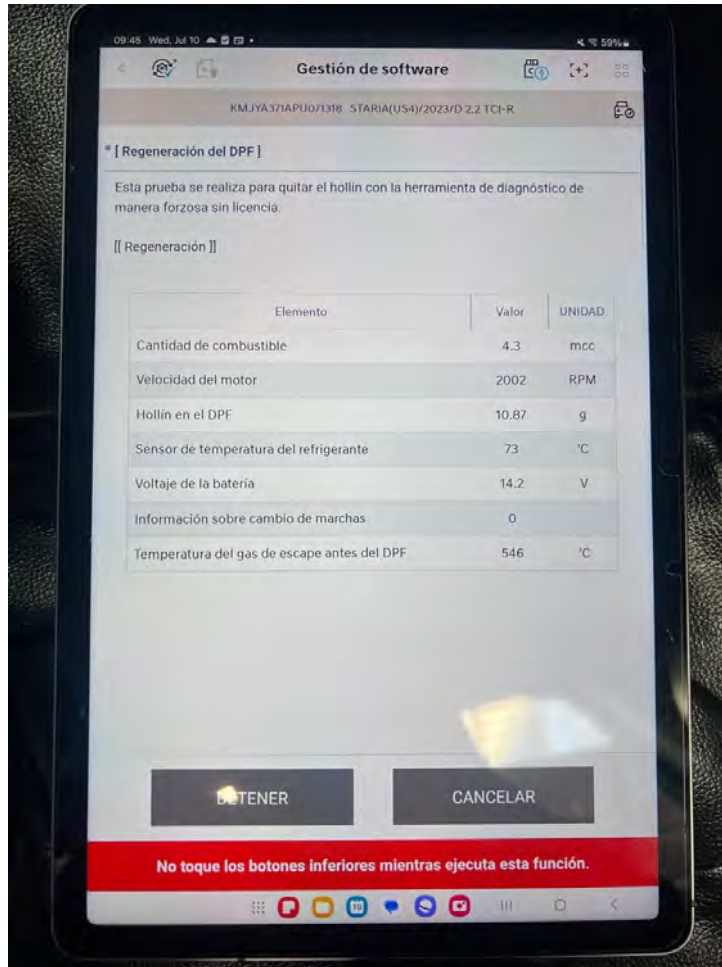 09:45 Wed, Jul 10
59%
Gestión de software
STARIA(US4)/2023/D 2.2 TCI-R
* [ Regeneración del DPF ]
Esta prueba se realiza para quitar el hollín con la herramienta de diagnóstico de
manera forzosa sin licencia.
[[ Regeneración ]]
Elemento Valor UNIDAD
Cantidad de combustible 4.3 mcc
Velocidad del motor 2002 RPM
Hollín en el DPF 10.87 g
Sensor de temperatura del refrigerante 73 'C
Voltaje de la batería 14.2 V
Información sobre cambio de marchas 0
Temperatura del gas de escape antes del DPF 546 'C
DETENER CANCELAR
No toque los botones inferiores mientras ejecuta esta función.